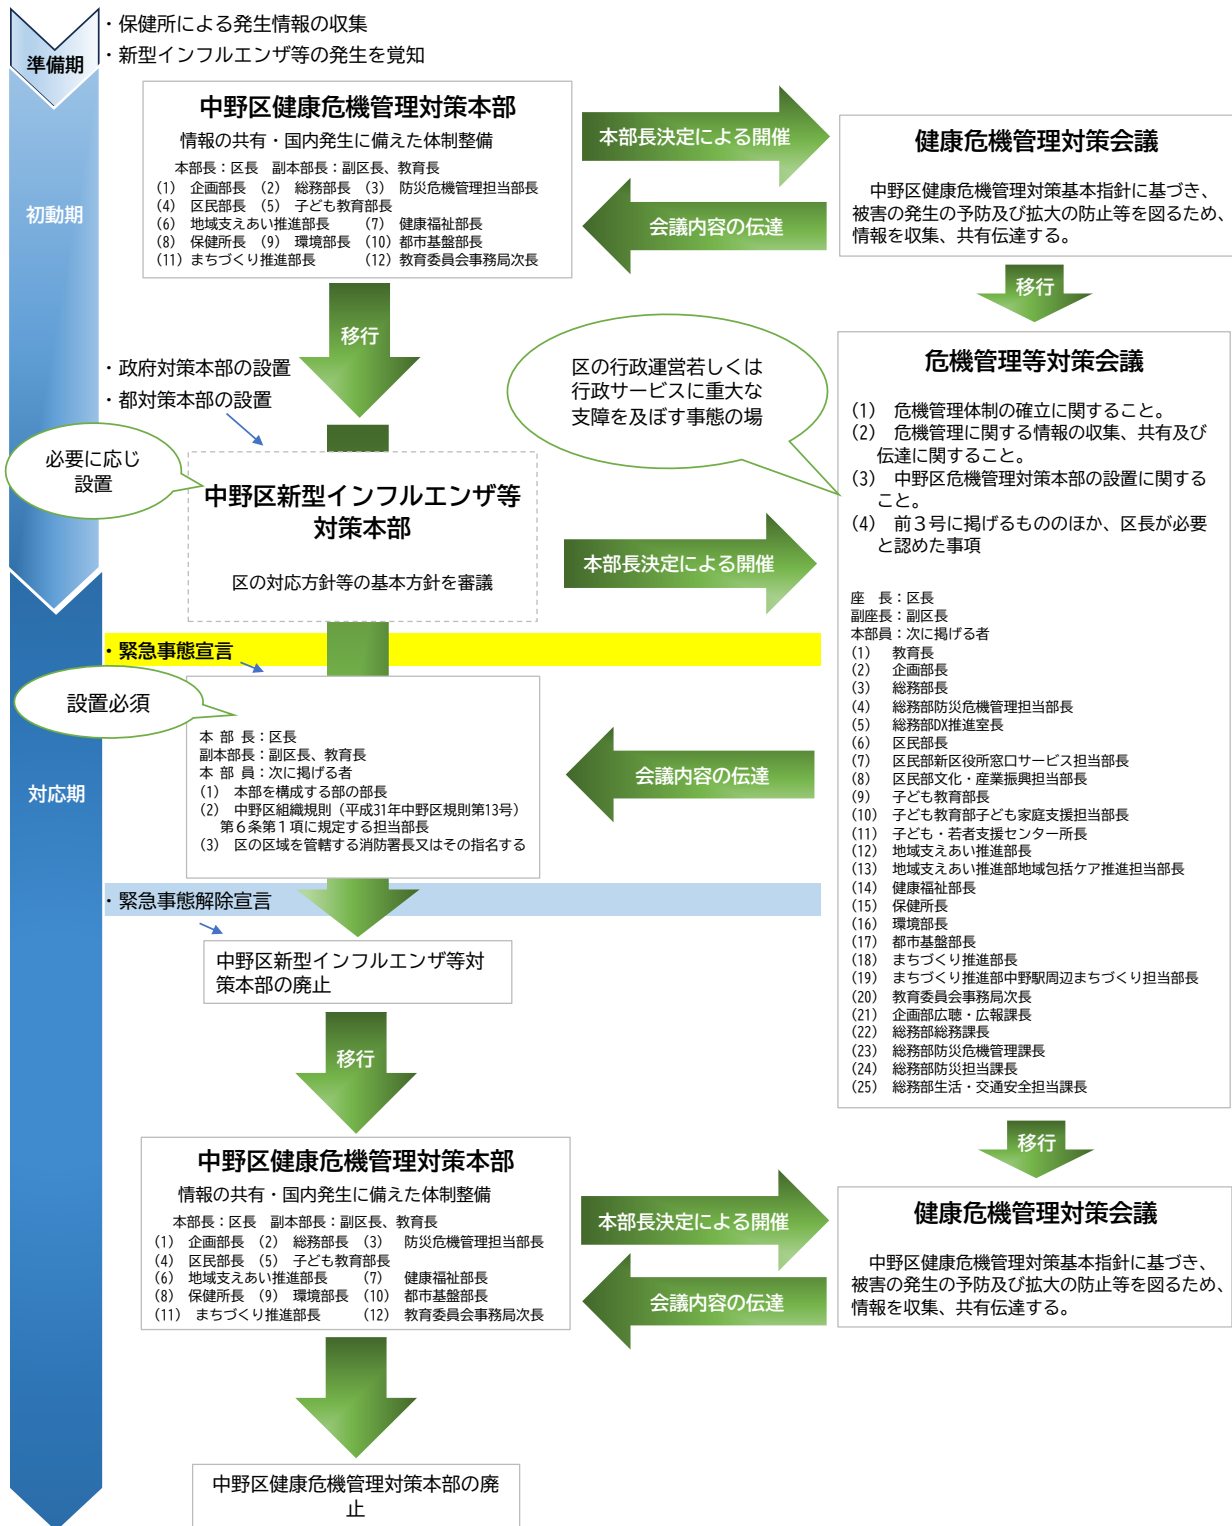 ・保健所による発生情報の収集
・新型インフルエンザ等の発生を覚知
準備期
初動期
対応期
中野区健康危機管理対策本部
情報の共有・国内発生に備えた体制整備
本部長：区長　副本部長：副区長、教育長
(1)　企画部長　(2)　総務部長　(3)　防災危機管理担当部長
(4)　区民部長　(5)　子ども教育部長
(6)　地域支えあい推進部長　　　(7)　健康福祉部長
(8)　保健所長　(9)　環境部長　(10)都市基盤部長
(11)まちづくり推進部長　　　　(12)教育委員会事務局次長
本部長決定による開催
会議内容の伝達
健康危機管理対策会議
中野区健康危機管理対策基本指針に基づき、
被害の発生の予防及び拡大の防止等を図るため、
情報を収集、共有伝達する。
移行
移行
・政府対策本部の設置
・都対策本部の設置
必要に応じ
設置
区の行政運営若しくは
行政サービスに重大な
支障を及ぼす事態の場
中野区新型インフルエンザ等
対策本部
区の対応方針等の基本方針を審議
本部長決定による開催
危機管理等対策会議
(1)　危機管理体制の確立に関すること。
(2)　危機管理に関する情報の収集、共有及び
伝達に関すること。
(3)　中野区危機管理対策本部の設置に関する
こと。
(4)　前３号に掲げるもののほか、区長が必要
と認めた事項
座　長：区長
副座長：副区長
本部員：次に掲げる者
(1)　教育長
(2)　企画部長
(3)　総務部長
(4)　総務部防災危機管理担当部長
(5)　総務部DX推進室長
(6)　区民部長
(7)　区民部新区役所窓口サービス担当部長
(8)　区民部文化・産業振興担当部長
(9)　子ども教育部長
(10)　子ども教育部子ども家庭支援担当部長
(11)　子ども・若者支援センター所長
(12)　地域支えあい推進部長
(13)　地域支えあい推進部地域包括ケア推進担当部長
(14)　健康福祉部長
(15)　保健所長
(16)　環境部長
(17)　都市基盤部長
(18)　まちづくり推進部長
(19)　まちづくり推進部中野駅周辺まちづくり担当部長
(20)　教育委員会事務局次長
(21)　企画部広聴・広報課長
(22)　総務部総務課長
(23)　総務部防災危機管理課長
(24)　総務部防災担当課長
(25)　総務部生活・交通安全担当課長
・緊急事態宣言
設置必須
本 部 長：区長
副本部長：副区長、教育長
本 部 員：次に掲げる者
(1)　本部を構成する部の部長
(2)　中野区組織規則（平成31年中野区規則第13号）
第６条第１項に規定する担当部長
(3)　区の区域を管轄する消防署長又はその指名する
会議内容の伝達
・緊急事態解除宣言
中野区新型インフルエンザ等対
策本部の廃止
移行
移行
中野区健康危機管理対策本部
情報の共有・国内発生に備えた体制整備
本部長：区長　副本部長：副区長、教育長
(1)　企画部長　(2)　総務部長　(3)　防災危機管理担当部長
(4)　区民部長　(5)　子ども教育部長
(6)　地域支えあい推進部長　　　(7)　健康福祉部長
(8)　保健所長　(9)　環境部長　(10)　都市基盤部長
(11)　まちづくり推進部長　　　(12)　教育委員会事務局次長
本部長決定による開催
会議内容の伝達
健康危機管理対策会議
中野区健康危機管理対策基本指針に基づき、
被害の発生の予防及び拡大の防止等を図るため、
情報を収集、共有伝達する。
中野区健康危機管理対策本部の廃
止